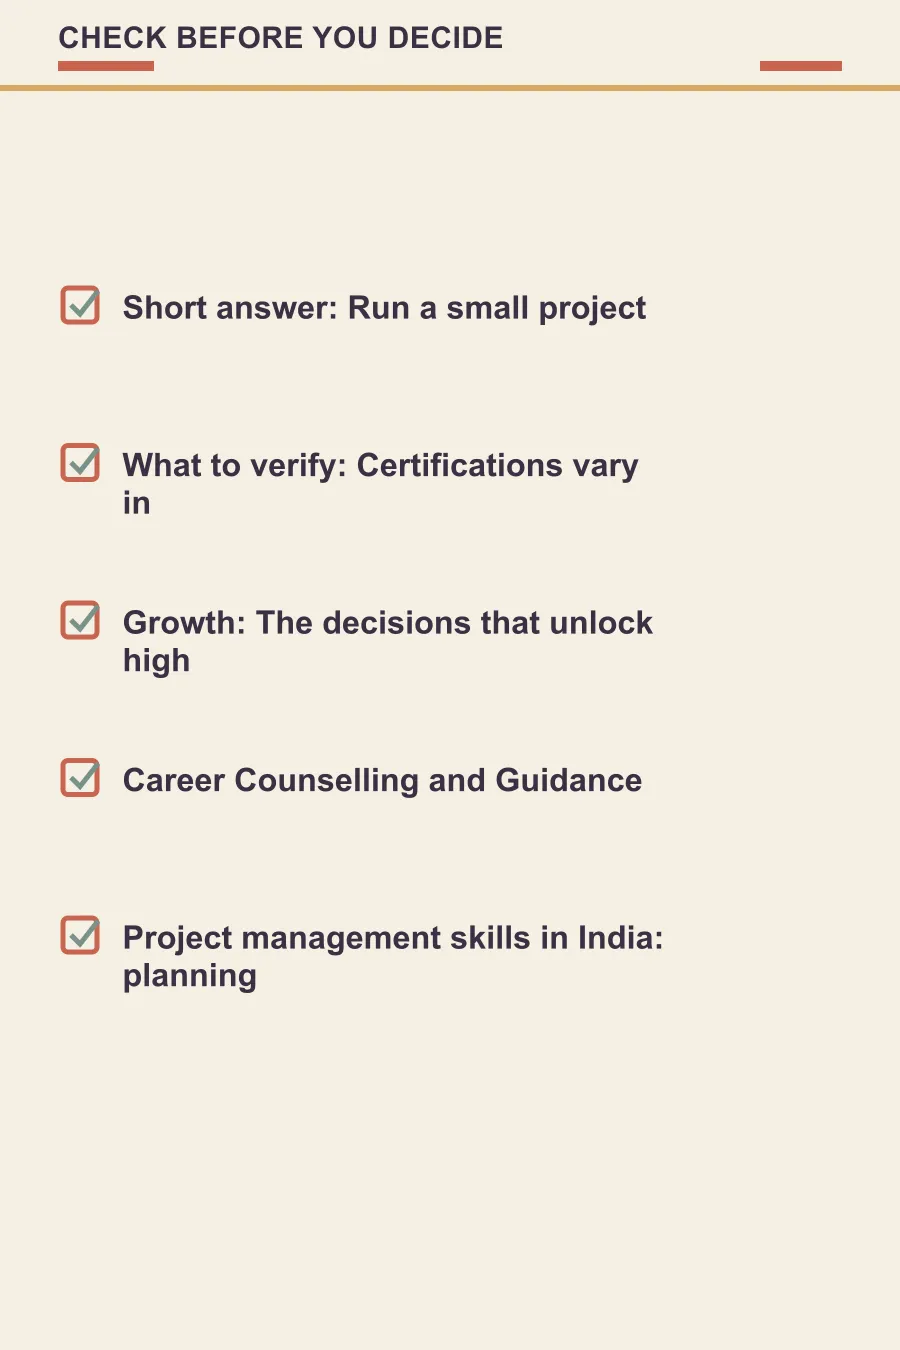 CHECK BEFORE YOU DECIDE
Short answer: Run a small project
What to verify: Certifications vary
in
Growth: The decisions that unlock
high
Career Counselling and Guidance
Project management skills in India:
planning